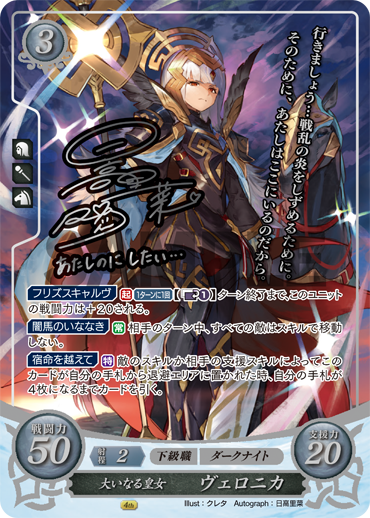 3
行きましょう…戦乱の炎をしずめるために。
そのために、あたしはここにいるのだから。
日高里菜
あたしのに したい…
フリズスキャルヴ 起 1ターンに1回 【1】ターン終了まで、このユニット
の戦闘力は+20される。
闇馬のいななき 常 相手のターン中、すべての敵はスキルで移動
しない。
宿命を越えて 特 敵のスキルか相手の支援スキルによってこ
のカードが自分の手札から退避エリアに置かれた時、自分の手札が
4枚になるまでカードを引く。
戦闘力
50
射程 2
下級職
ダークナイト
支援力
20
大いなる皇女
ヴェロニカ
4th
Illust:クレタ Autograph:日高里菜